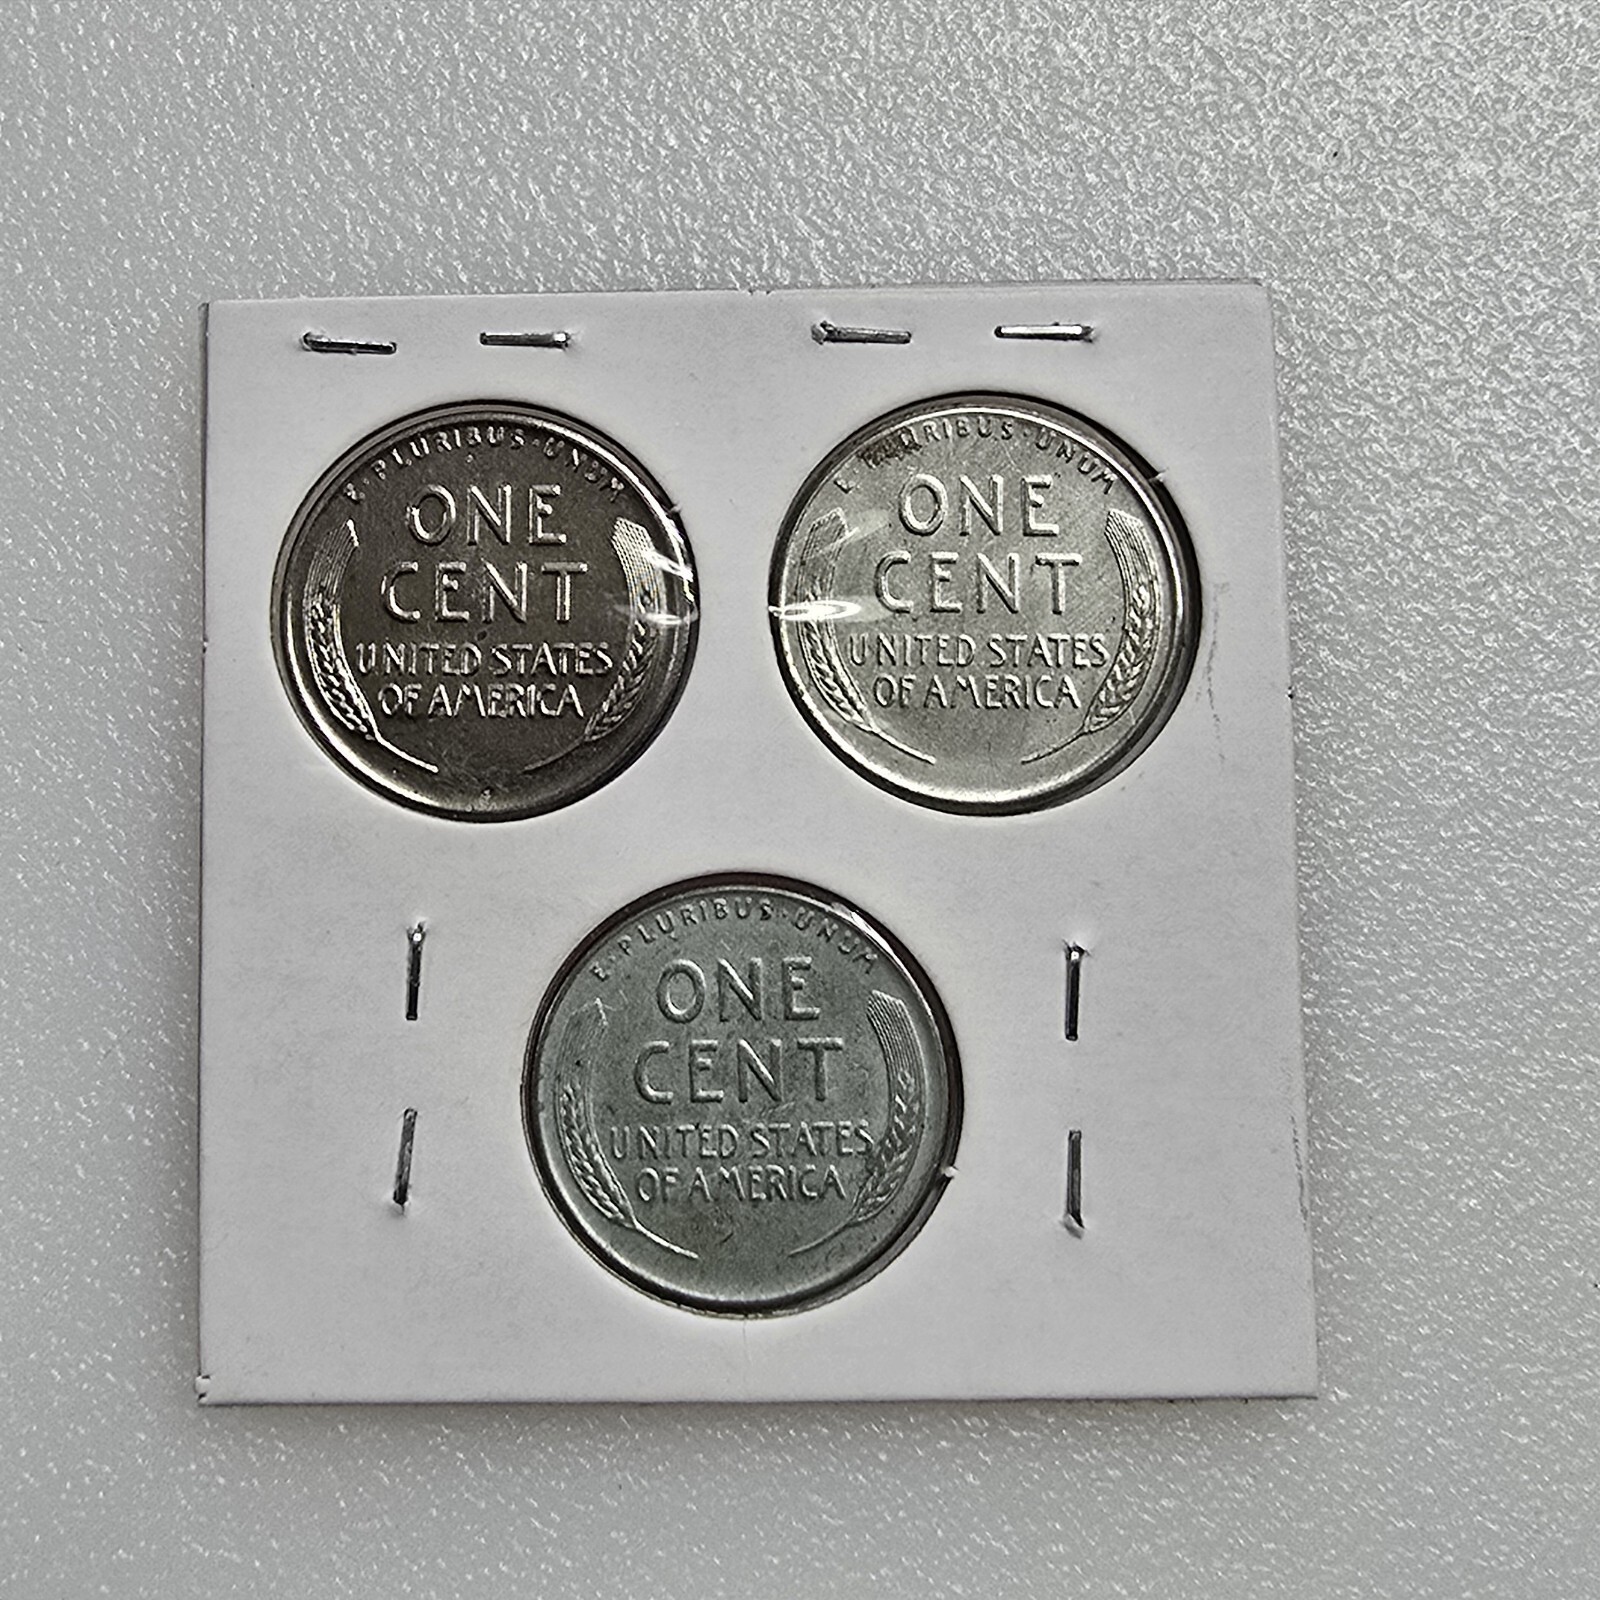 E·PLURIBUS·UNUM
ONE
CENT
UNITED STATES
OF AMERICA
E PLURIBUS·UNUM
ONE
CENT
UNITED STATES
OF AMERICA
E·PLURIBUS·UNUM
ONE
CENT
UNITED STATES
OF AMERICA